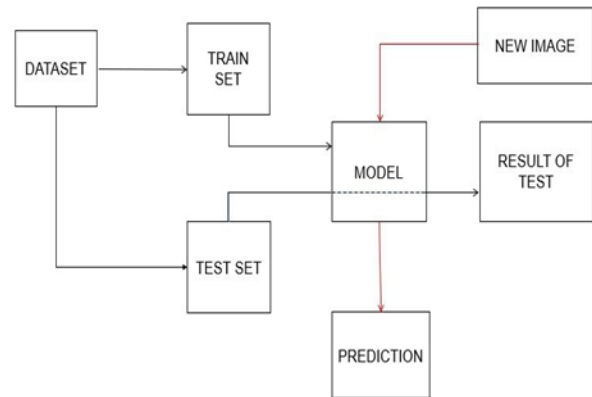 DATASET
TRAIN
SET
NEW IMAGE
MODEL
RESULT OF
TEST
TEST SET
PREDICTION